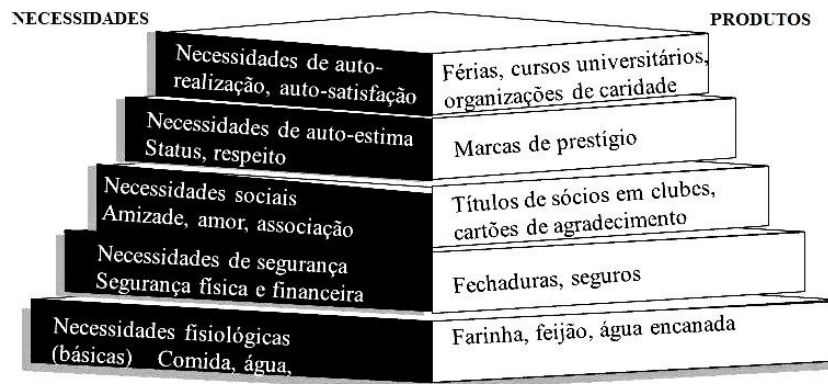 NECESSIDADES
PRODUTOS
Necessidades de auto-
realização, auto-satisfação
Férias, cursos universitários,
organizações de caridade
Necessidades de auto-estima
Status, respeito
Marcas de prestígio
Necessidades sociais
Amizade, amor, associação
Títulos de sócios em clubes,
cartões de agradecimento
Necessidades de segurança
Segurança física e financeira
Fechaduras, seguros
Necessidades fisiológicas
(básicas) Comida, água,
Farinha, feijão, água encanada